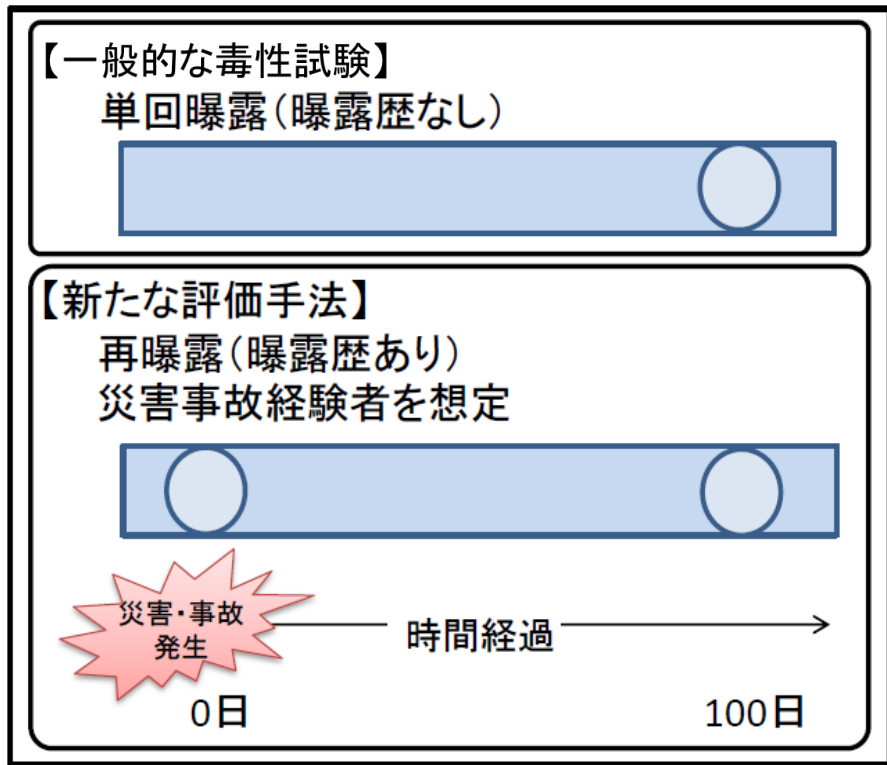 【一般的な毒性試験】
単回曝露(曝露歴なし)
【新たな評価手法】
再曝露(曝露歴あり)
災害事故経験者を想定
災害・事故
発生
時間経過
0日
100日